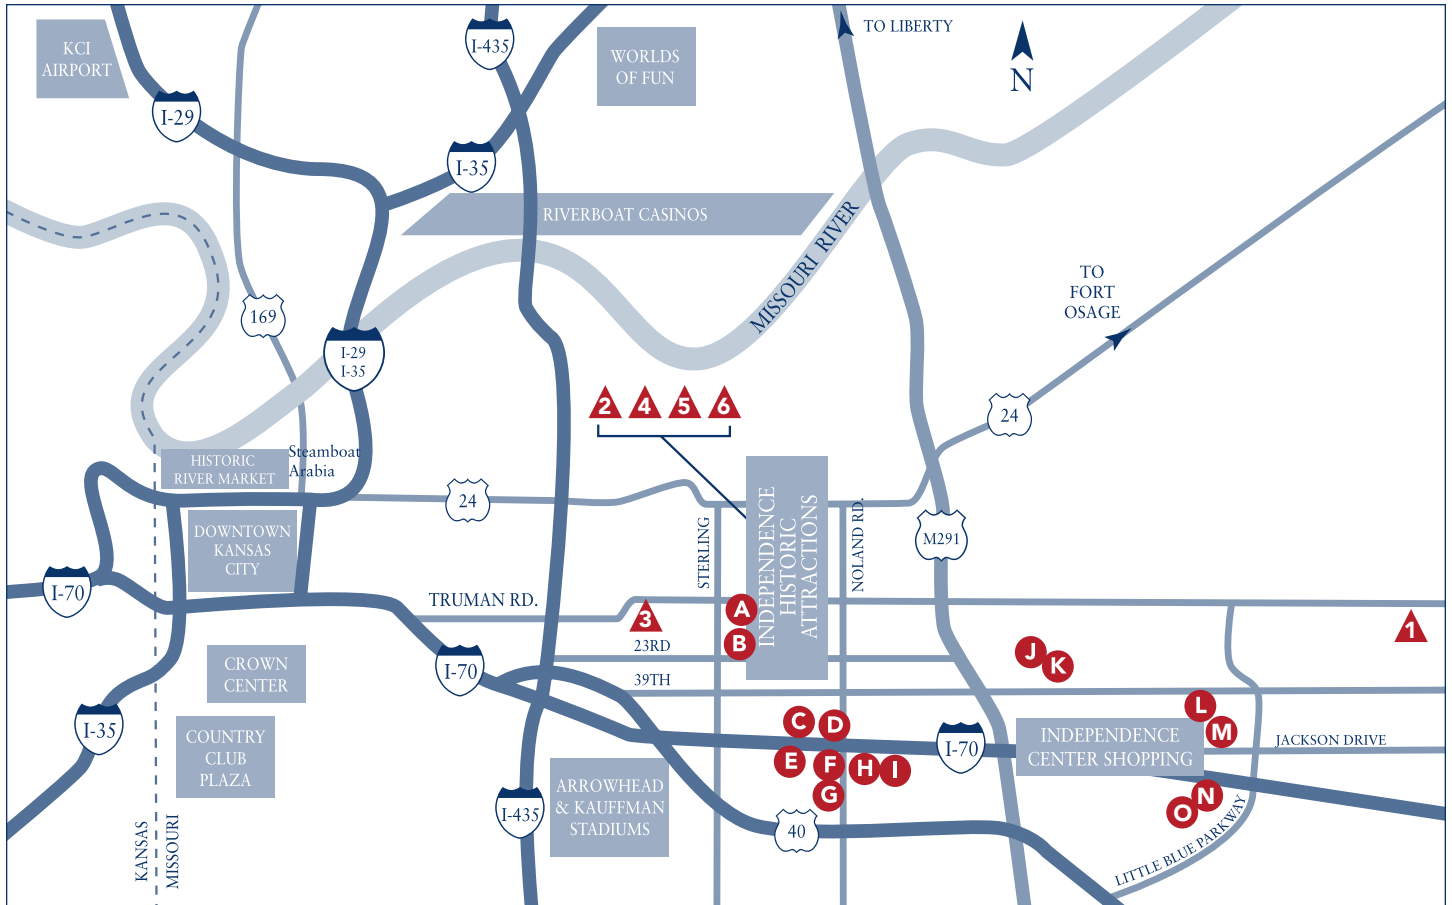 KCI
AIRPORT
I-29
I-435
I-35
WORLDS
OF FUN
TO LIBERTY
N
RIVERBOAT CASINOS
MISSOURI RIVER
TO
FORT
OSAGE
169
I-29
I-35
24
2
4
5
6
HISTORIC
RIVER MARKET
Steamboat
Arabia
24
DOWNTOWN
KANSAS
CITY
STERLING
INDEPENDENCE
HISTORIC
ATTRACTIONS
NOLAND RD.
M291
I-70
TRUMAN RD.
3
A
B
1
23RD
39TH
J
K
CROWN
CENTER
I-70
I-35
COUNTRY
CLUB
PLAZA
C
D
E
F
G
H
I
I-70
INDEPENDENCE
CENTER SHOPPING
L
M
JACKSON DRIVE
N
O
ARROWHEAD
& KAUFFMAN
STADIUMS
I-435
40
LITTLE BLUE PARKWAY
KANSAS
MISSOURI